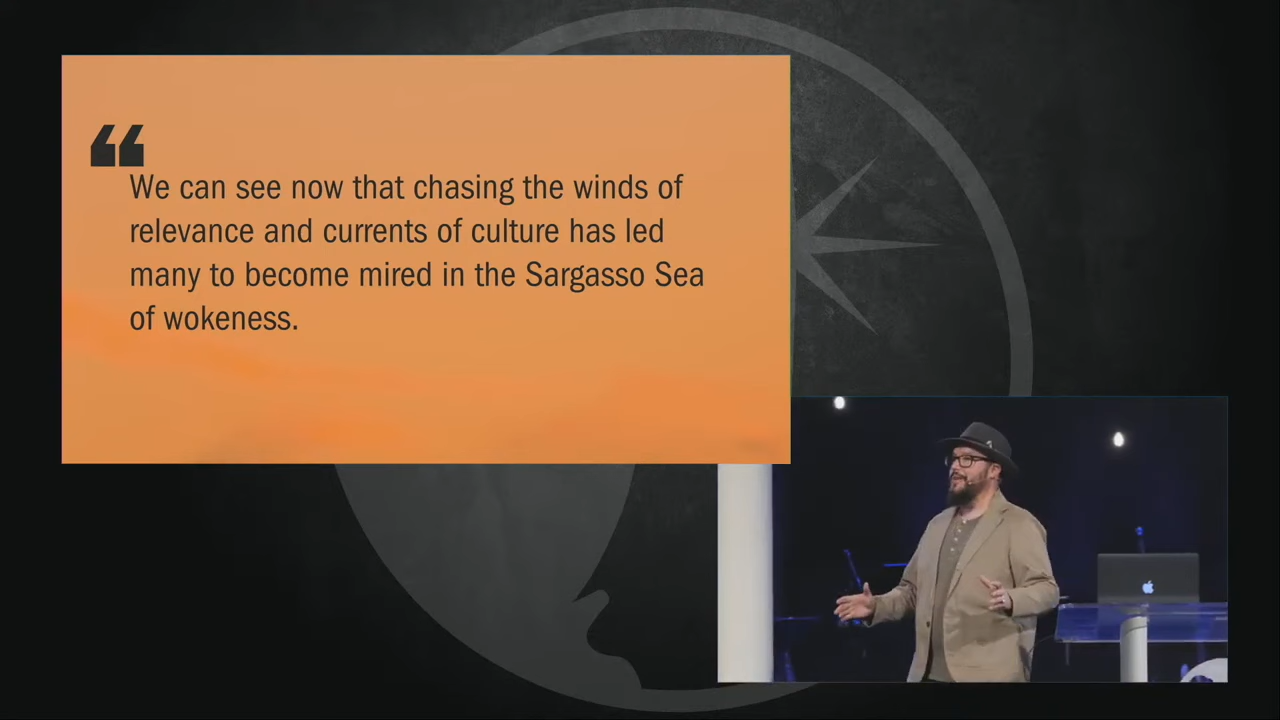 “
We can see now that chasing the winds of
relevance and currents of culture has led
many to become mired in the Sargasso Sea
of wokeness.